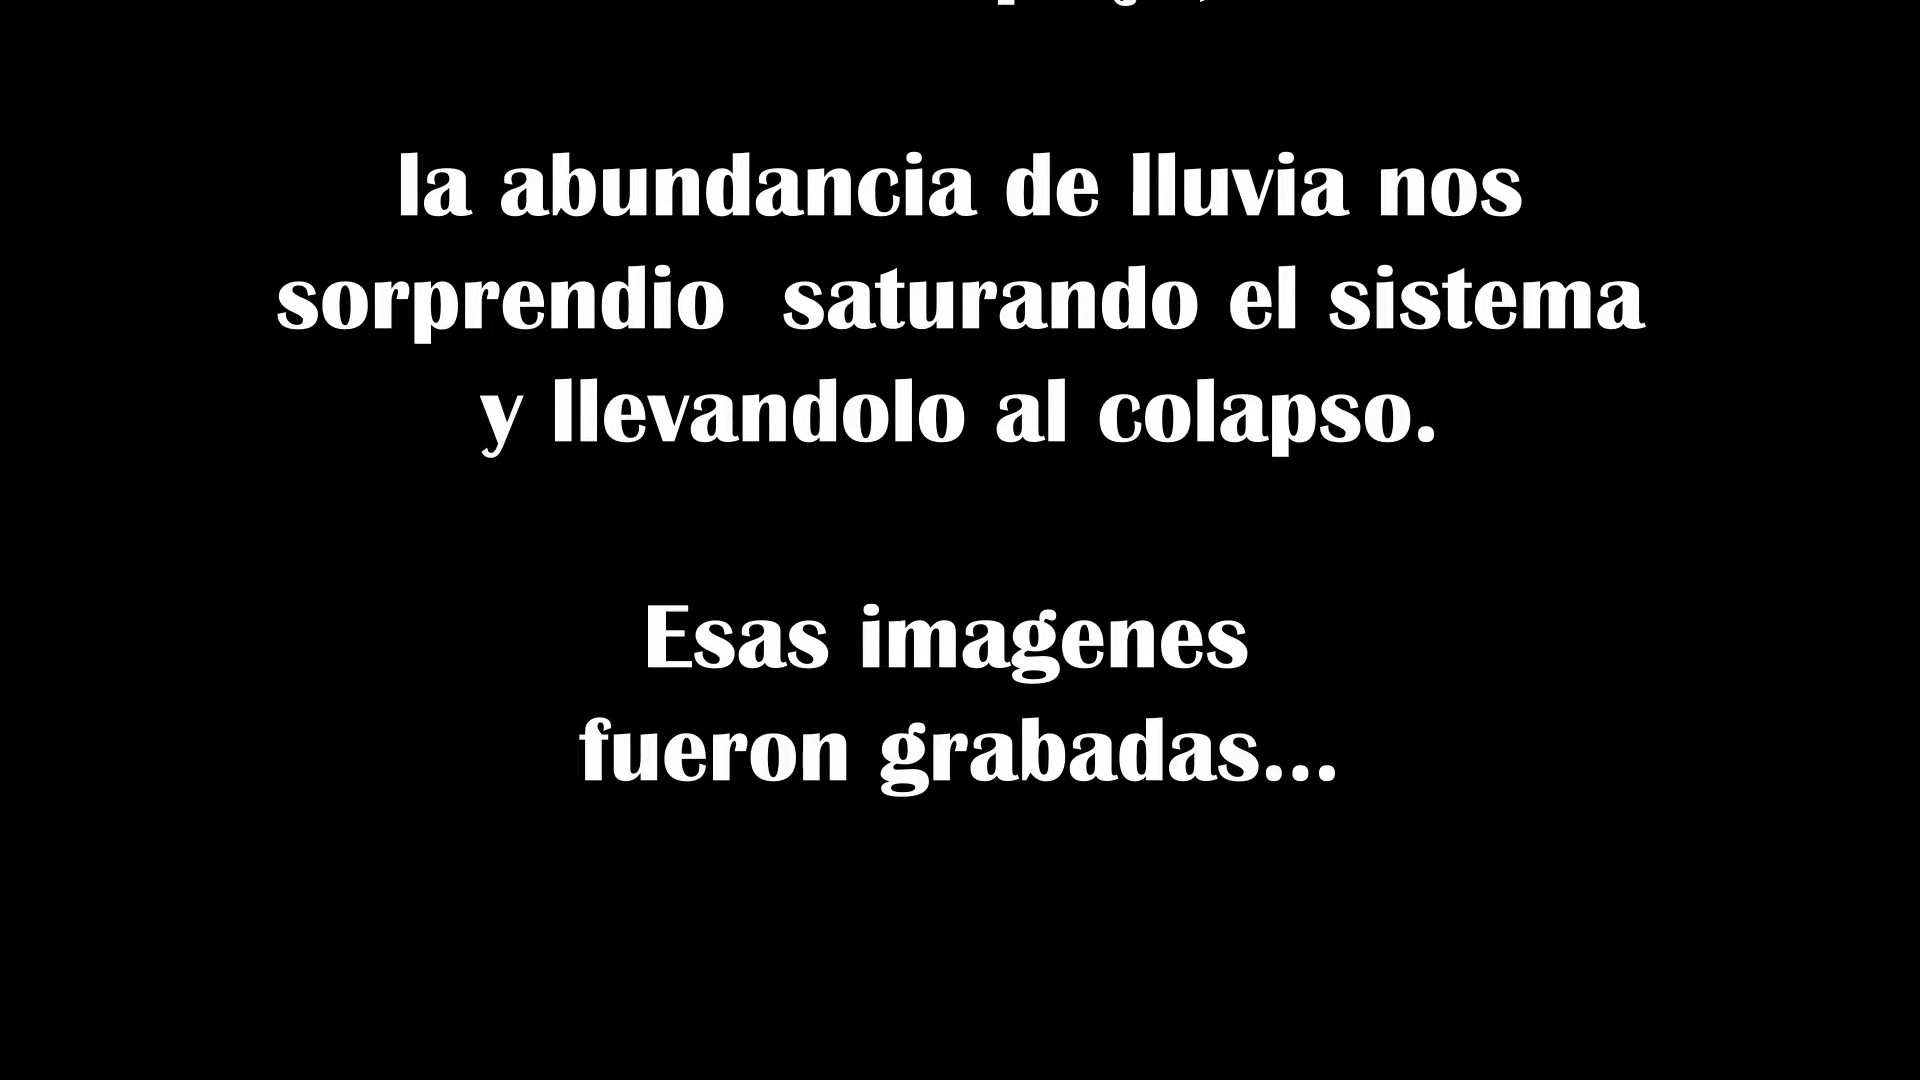 la abundancia de lluvia nos
sorprendio  saturando el sistema
y llevandolo al colapso.
Esas imagenes
fueron grabadas...